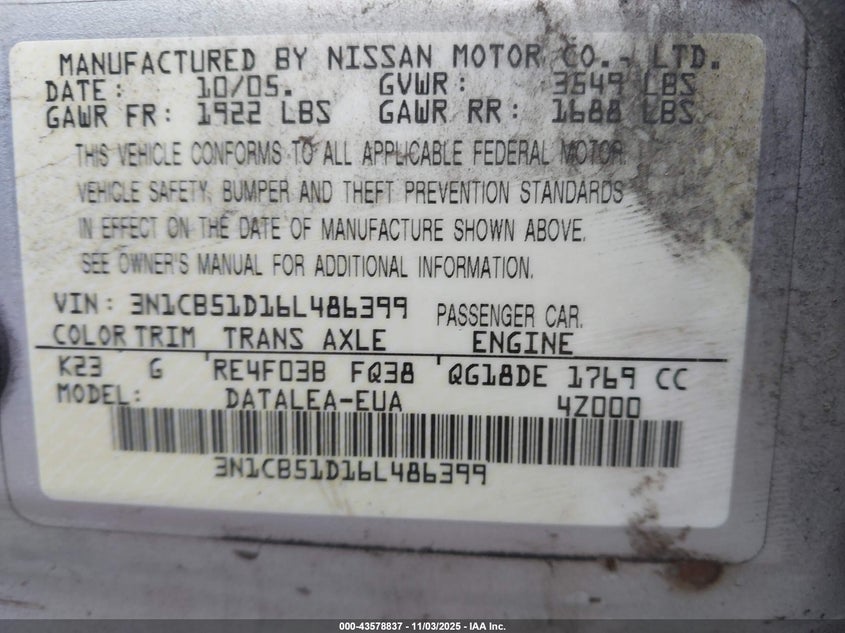 MANUFACTURED BY NISSAN MOTOR CO., LTD.
DATE: 10/05. GVWR: 3549 LBS
GAWR FR: 1922 LBS GAWR RR: 1688 LBS
THIS VEHICLE CONFORMS TO ALL APPLICABLE FEDERAL MOTOR
VEHICLE SAFETY, BUMPER AND THEFT PREVENTION STANDARDS
IN EFFECT ON THE DATE OF MANUFACTURE SHOWN ABOVE.
SEE OWNER'S MANUAL FOR ADDITIONAL INFORMATION.
VIN: 3N1CB51D16L486399 PASSENGER CAR.
COLOR TRIM TRANS AXLE ENGINE
K23 G RE4F03B FQ38 QG18DE 1769 CC
MODEL: DATALEA-EUA 4Z000
3N1CB51D16L486399
000-43578837 - 11/03/2025 - IAA Inc.